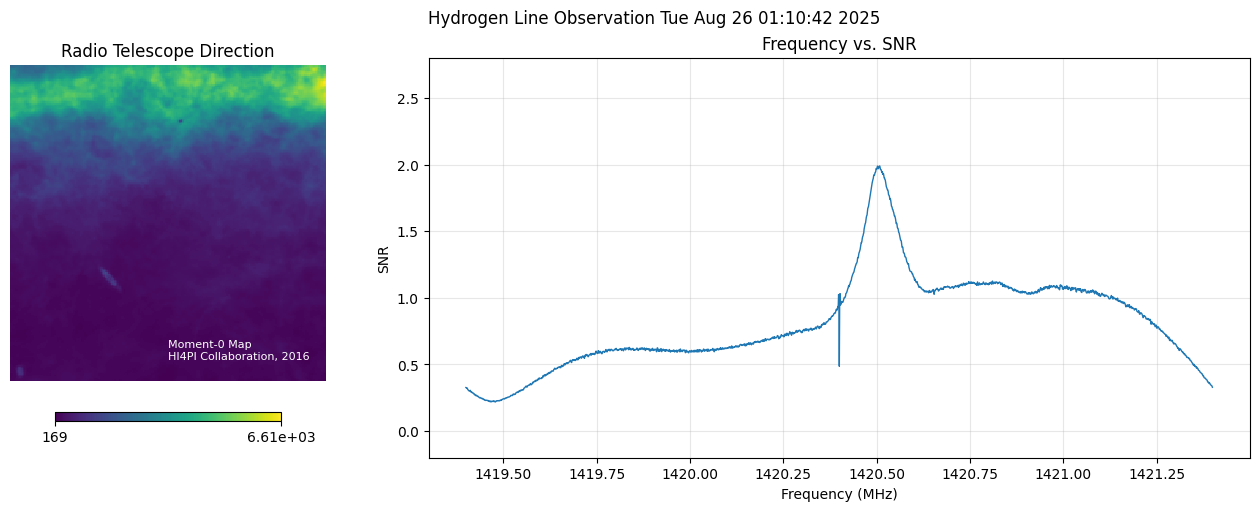 Hydrogen Line Observation Tue Aug 26 01:10:42 2025
Radio Telescope Direction
Moment-0 Map
HI4PI Collaboration, 2016
169
6.61e+03
Frequency vs. SNR
SNR
2.5
2.0
1.5
1.0
0.5
0.0
1419.50
1419.75
1420.00
1420.25
1420.50
1420.75
1421.00
1421.25
Frequency (MHz)